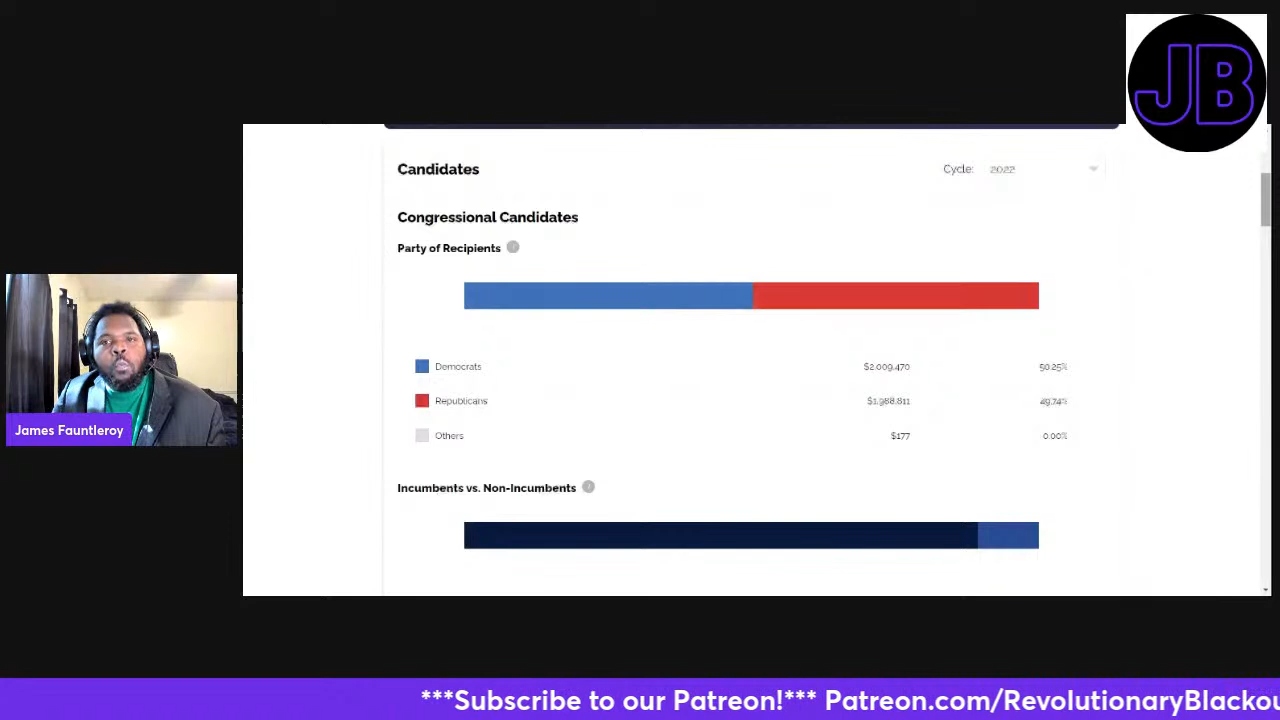 JB
Candidates
Cycle: 2022
Congressional Candidates
Party of Recipients
Democrats $2,009,470 50.25%
Republicans $1,988,811 49.74%
Others $177 0.00%
Incumbents vs. Non-Incumbents
James Fauntleroy
***Subscribe to our Patreon!*** Patreon.com/RevolutionaryBlackou